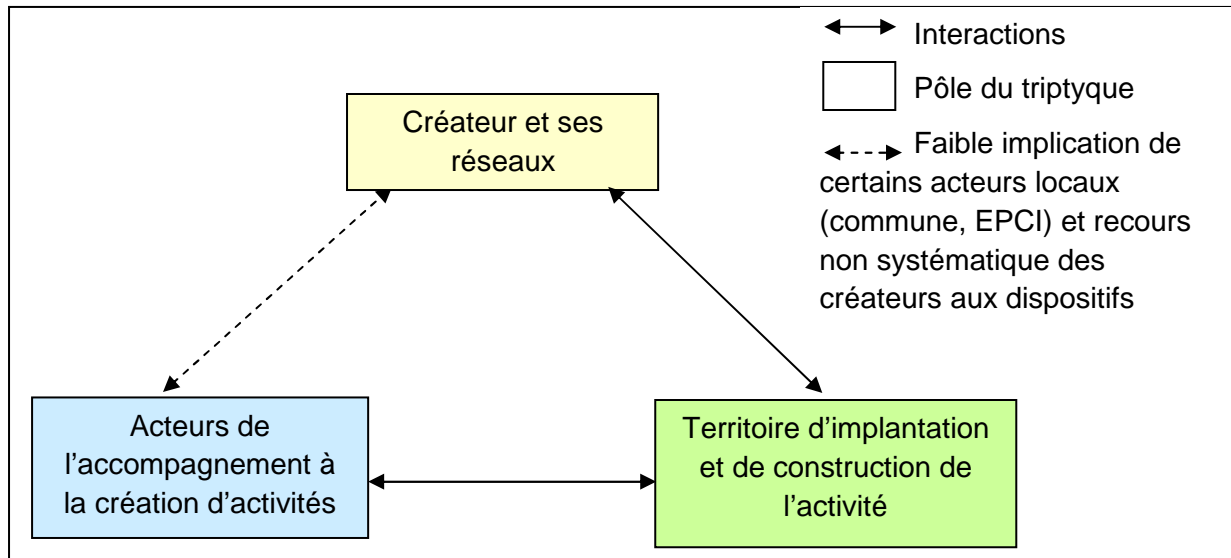 Interactions
Pôle du triptyque
Faible implication de
certains acteurs locaux
(commune, EPCI) et recours
non systématique des
créateurs aux dispositifs
Créateur et ses
réseaux
Acteurs de
l’accompagnement à
la création d’activités
Territoire d’implantation
et de construction de
l’activité